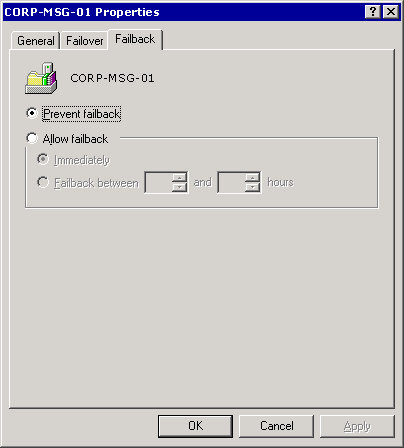 CORP-MSG-01 Properties
General Failover Failback
CORP-MSG-01
Prevent failback
Allow failback
Immediately
Failback between and hours
OK Cancel Apply